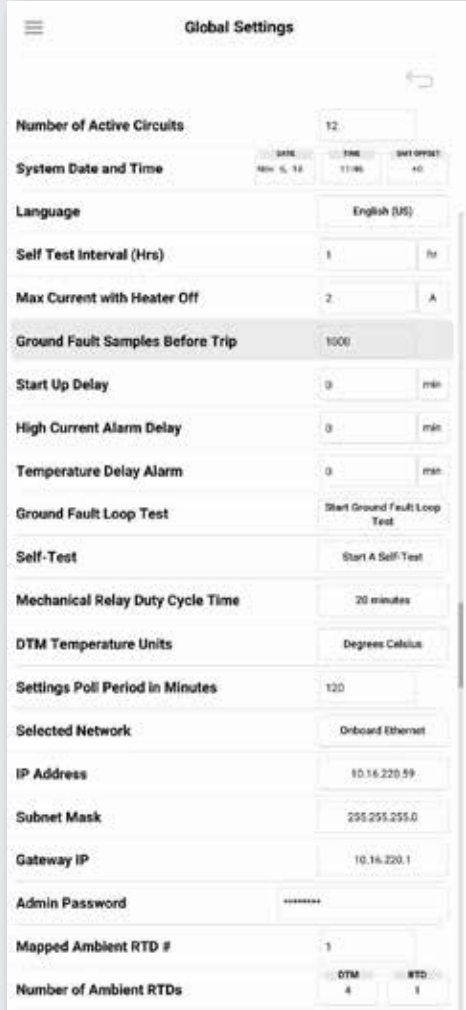 Global Settings
Number of Active Circuits 12
DATE TIME GMT OFFSET
System Date and Time Nov 6, 18 11:46 +0
Language English (US)
Self Test Interval (Hrs) 1 hr
Max Current with Heater Off 2 A
Ground Fault Samples Before Trip 1000
Start Up Delay 0 min
High Current Alarm Delay 0 min
Temperature Delay Alarm 0 min
Ground Fault Loop Test Start Ground Fault Loop
Test
Self-Test Start A Self-Test
Mechanical Relay Duty Cycle Time 20 minutes
DTM Temperature Units Degrees Celsius
Settings Poll Period in Minutes 120
Selected Network Onboard Ethernet
IP Address 10.16.220.59
Subnet Mask 255.255.255.0
Gateway IP 10.16.220.1
Admin Password ••••••••
Mapped Ambient RTD # 1
DTM RTD
Number of Ambient RTDs 4 1